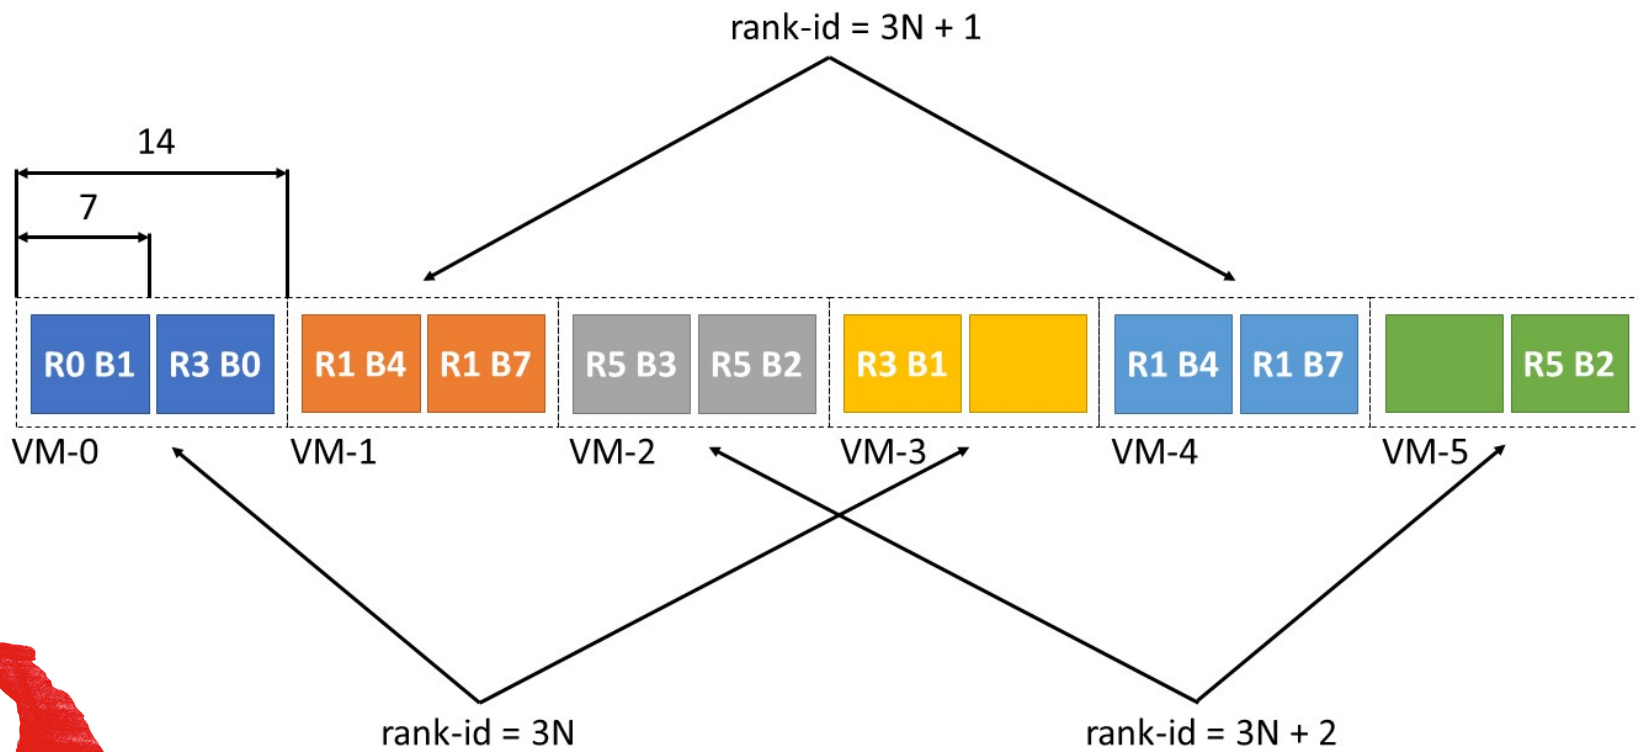 rank-id = 3N + 1
14
7
R0 B1 R3 B0 R1 B4 R1 B7 R5 B3 R5 B2 R3 B1 R1 B4 R1 B7 R5 B2
VM-0 VM-1 VM-2 VM-3 VM-4 VM-5
rank-id = 3N rank-id = 3N + 2